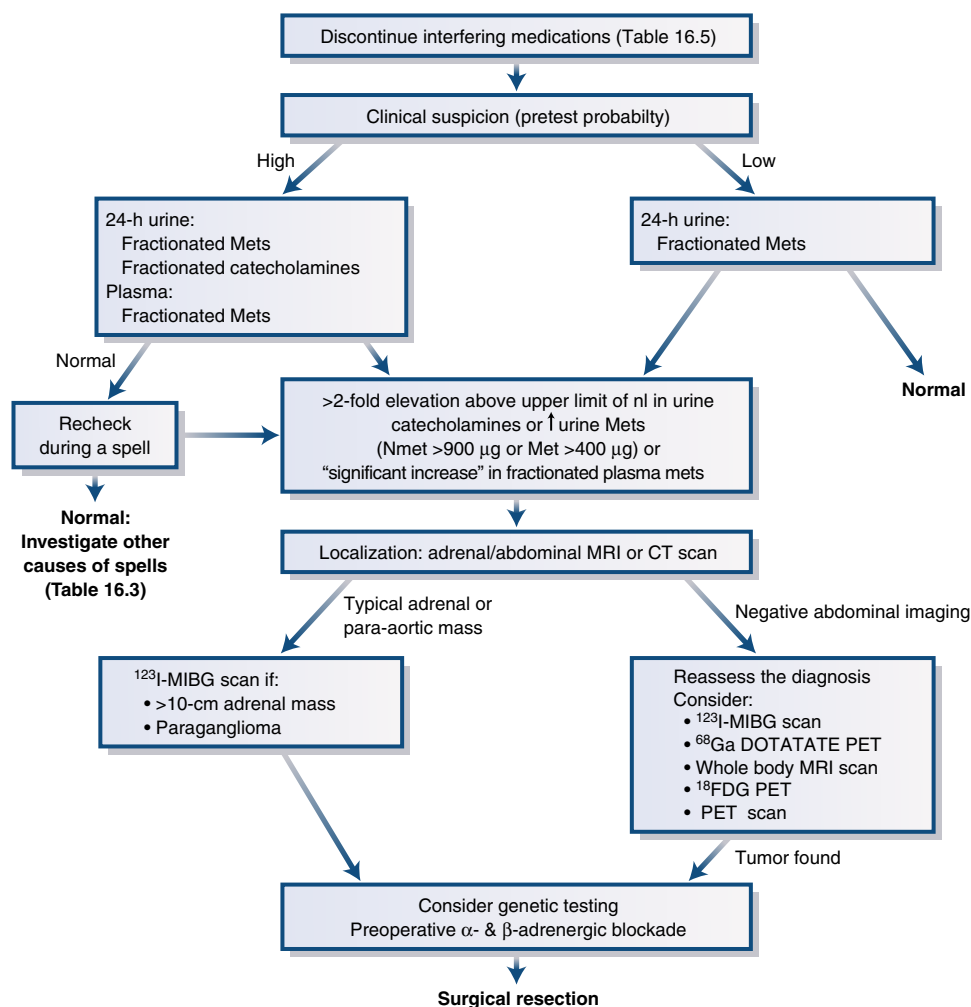 Discontinue interfering medications (Table 16.5)
Clinical suspicion (pretest probabilty)
High
Low
24-h urine:
Fractionated Mets
Fractionated catecholamines
Plasma:
Fractionated Mets
24-h urine:
Fractionated Mets
Normal
Normal
Recheck
during a spell
>2-fold elevation above upper limit of nl in urine
catecholamines or ↑ urine Mets
(Nmet >900 μg or Met >400 μg) or
“significant increase” in fractionated plasma mets
Normal:
Investigate other
causes of spells
(Table 16.3)
Localization: adrenal/abdominal MRI or CT scan
Typical adrenal or
para-aortic mass
Negative abdominal imaging
¹²³I-MIBG scan if:
• >10-cm adrenal mass
• Paraganglioma
Reassess the diagnosis
Consider:
• ¹²³I-MIBG scan
• ⁶⁸Ga DOTATATE PET
• Whole body MRI scan
• ¹⁸FDG PET
• PET scan
Tumor found
Consider genetic testing
Preoperative α- & β-adrenergic blockade
Surgical resection